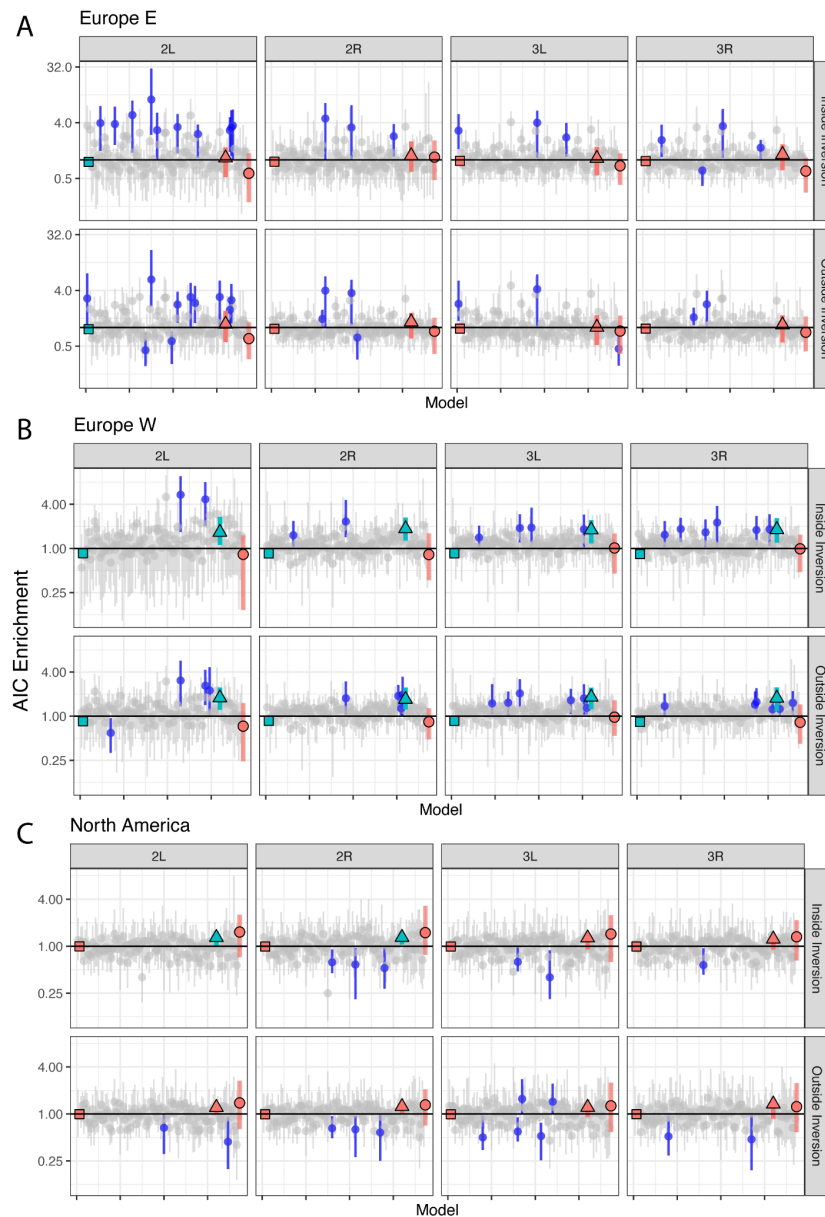 A
Europe E
2L 2R 3L 3R
32.0
4.0
0.5
Inside Inversion
32.0
4.0
0.5
Outside Inversion
Model
B
Europe W
2L 2R 3L 3R
4.00
1.00
0.25
Inside Inversion
AIC Enrichment
4.00
1.00
0.25
Outside Inversion
Model
C
North America
2L 2R 3L 3R
4.00
1.00
0.25
Inside Inversion
4.00
1.00
0.25
Outside Inversion
Model